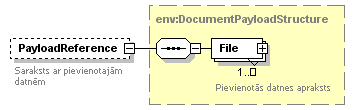 env:DocumentPayloadStructure
PayloadReference
File
1..□
Saraksts ar pievienotajām
datnēm
Pievienotās datnes apraksts